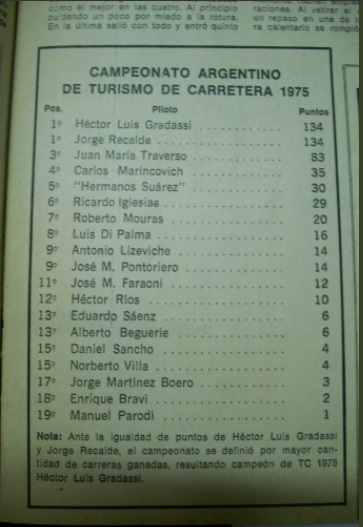 como el mejor en las cuatro. Al principio
cuidando un poco por miedo a la rotura.
En la última salió con todo y entró quinto
raciones. Al retirar el
un repaso en una de
ra calentario se rompió
CAMPEONATO ARGENTINO
DE TURISMO DE CARRETERA 1975
Pos. Piloto Puntos
1º Héctor Luis Gradassi 134
1º Jorge Recalde 134
3º Juan María Traverso 83
4º Carlos Marincovich 35
5º "Hermanos Suárez" 30
6º Ricardo Iglesias 29
7º Roberto Mouras 20
8º Luis Di Palma 16
9º Antonio Lizeviche 14
9º José M. Pontoriero 14
11º José M. Faraoni 12
12º Héctor Ríos 10
13º Eduardo Sáenz 6
13º Alberto Beguerie 6
15º Daniel Sancho 4
15º Norberto Villa 4
17º Jorge Martínez Boero 3
18º Enrique Bravi 2
19º Manuel Parodi 1
Nota: Ante la igualdad de puntos de Héctor Luis Gradassi
y Jorge Recalde, el campeonato se definió por mayor can-
tidad de carreras ganadas, resultando campeón de TC 1975
Héctor Luis Gradassi.